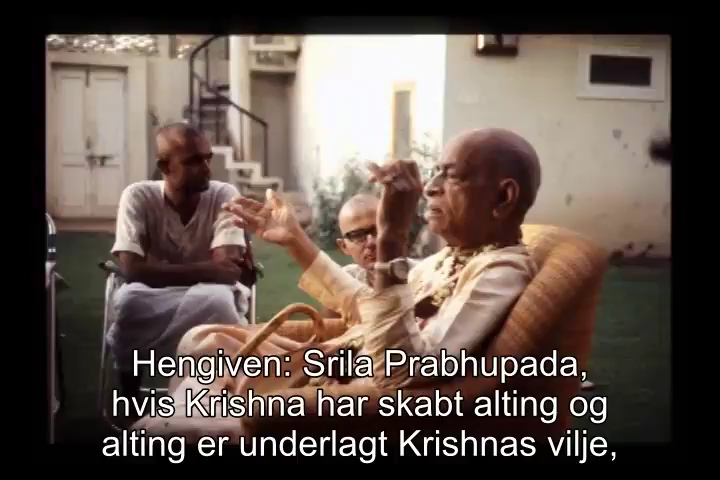 Hengiven: Srila Prabhupada,
hvis Krishna har skabt alting og
alting er underlagt Krishnas vilje,